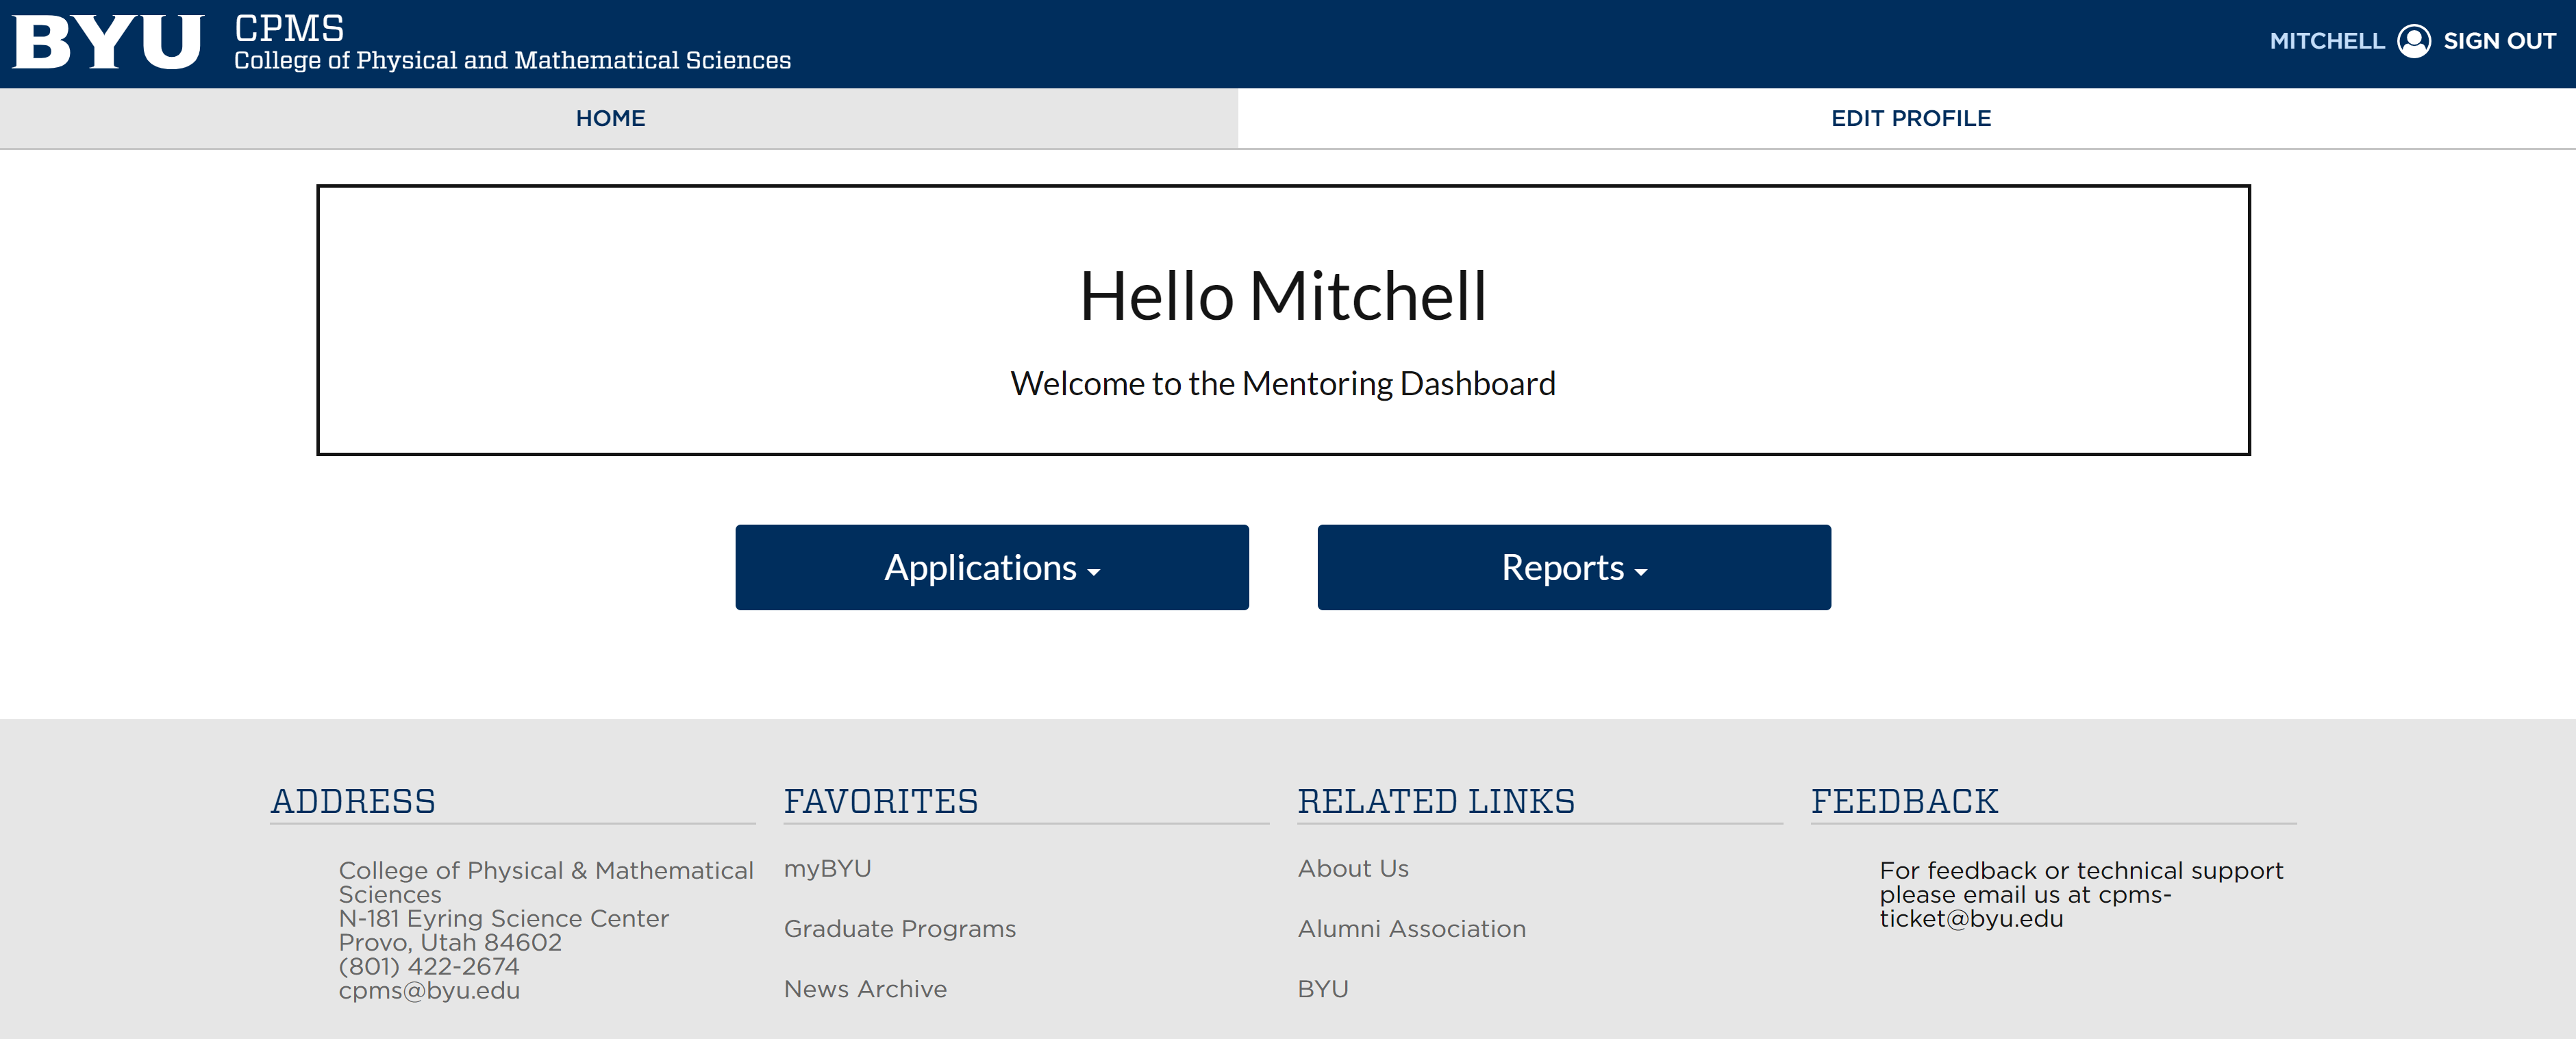 BYU
CPMS
College of Physical and Mathematical Sciences
MITCHELL SIGN OUT
HOME
EDIT PROFILE
Hello Mitchell
Welcome to the Mentoring Dashboard
Applications
Reports
ADDRESS
College of Physical & Mathematical
Sciences
N-181 Eyring Science Center
Provo, Utah 84602
(801) 422-2674
cpms@byu.edu
FAVORITES
myBYU
Graduate Programs
News Archive
RELATED LINKS
About Us
Alumni Association
BYU
FEEDBACK
For feedback or technical support
please email us at cpms-
ticket@byu.edu